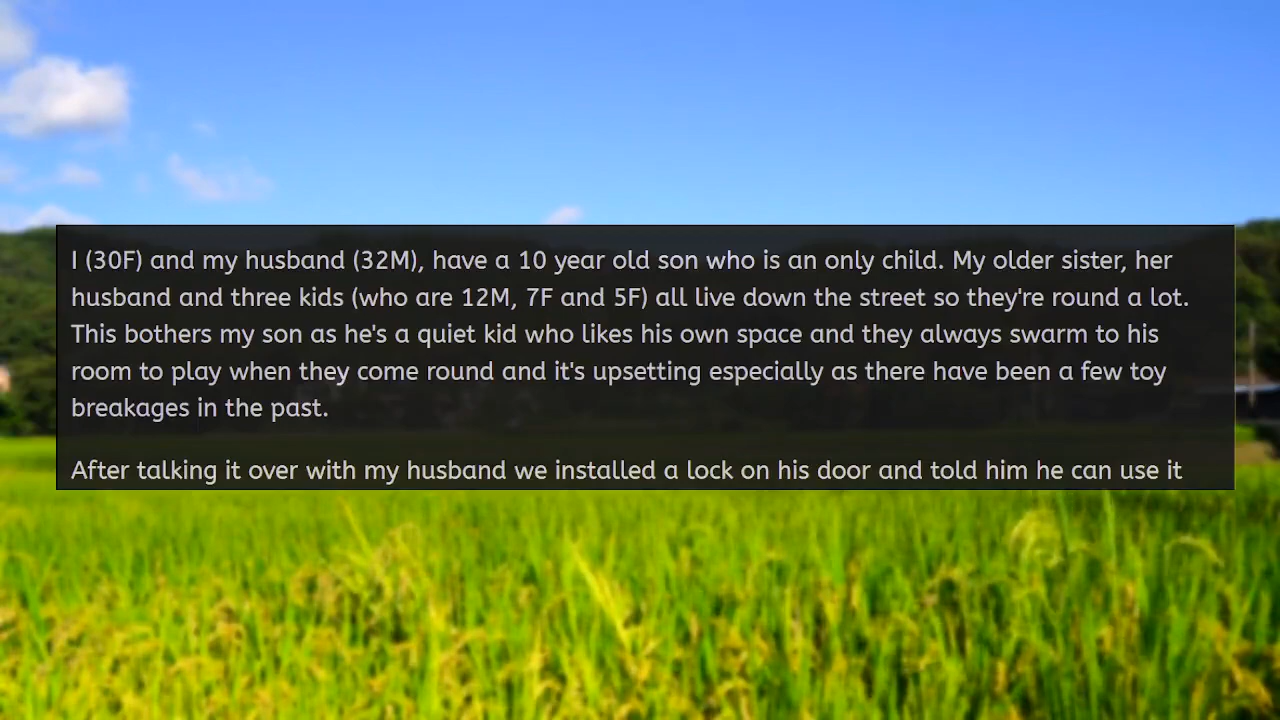 I (30F) and my husband (32M), have a 10 year old son who is an only child. My older sister, her
husband and three kids (who are 12M, 7F and 5F) all live down the street so they're round a lot.
This bothers my son as he's a quiet kid who likes his own space and they always swarm to his
room to play when they come round and it's upsetting especially as there have been a few toy
breakages in the past.
After talking it over with my husband we installed a lock on his door and told him he can use it